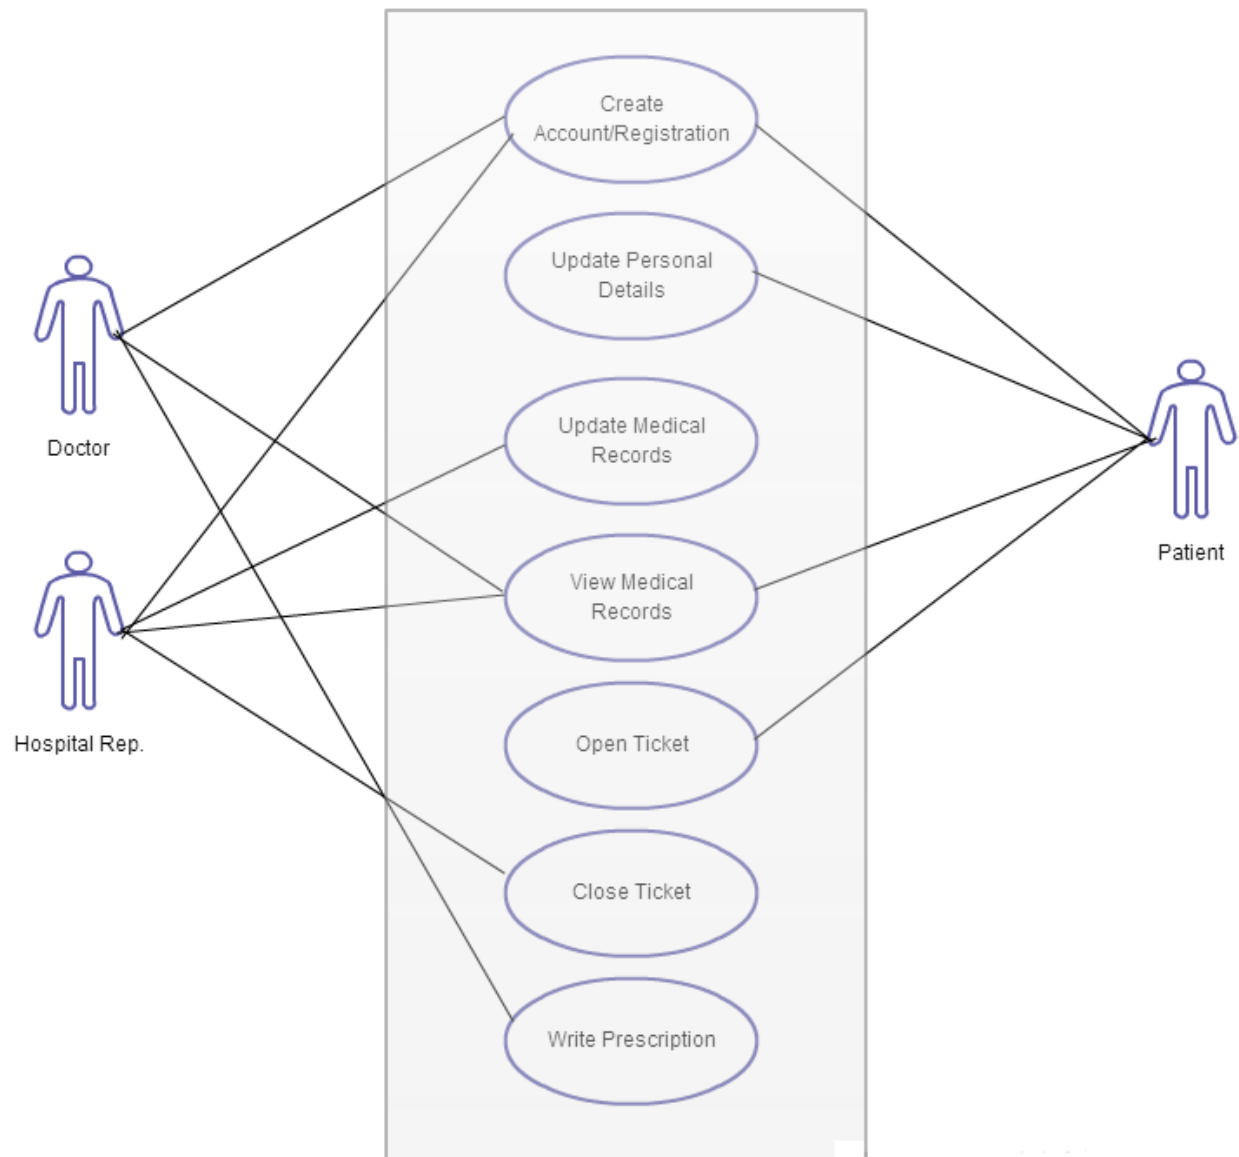 Create
Account/Registration
Update Personal
Details
Update Medical
Records
Doctor
View Medical
Records
Patient
Hospital Rep.
Open Ticket
Close Ticket
Write Prescription